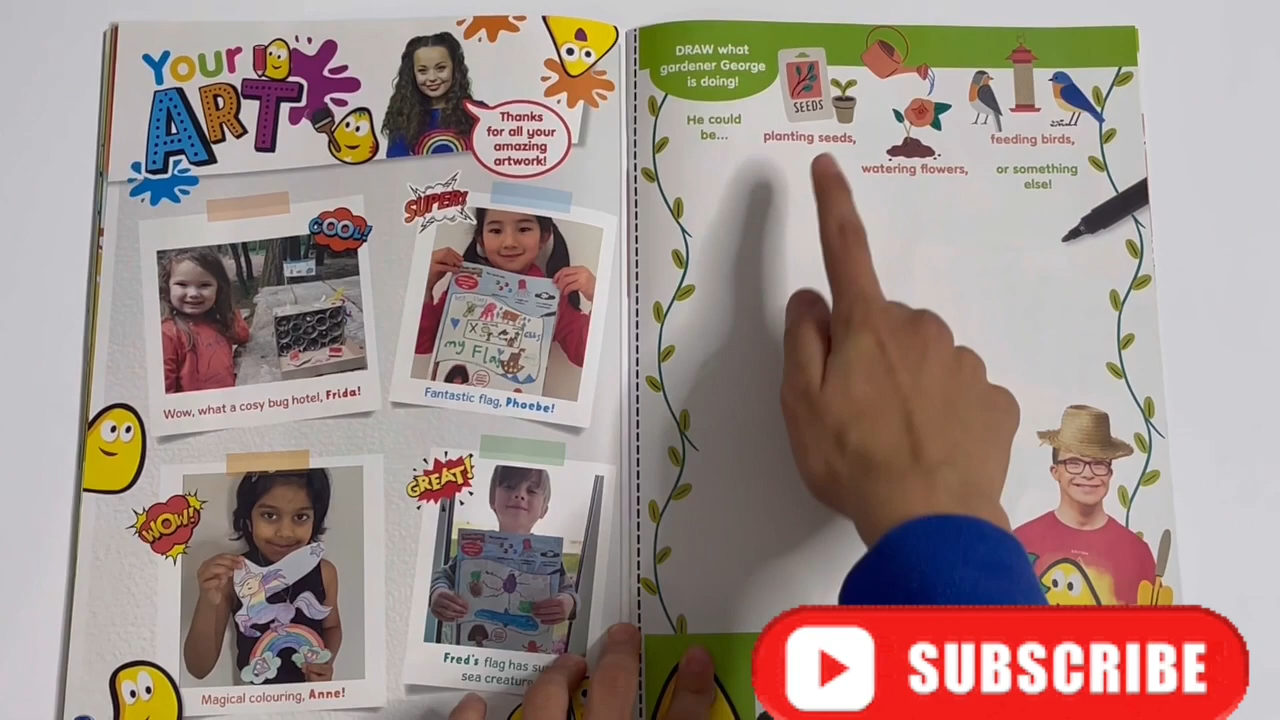 Your
ART
Thanks
for all your
amazing
artwork!
COOL!
Wow, what a cosy bug hotel, Frida!
SUPER!
my Fla
Fantastic flag, Phoebe!
WOW!
Magical colouring, Anne!
GREAT!
Fred's flag has
sea creature
DRAW what
gardener George
is doing!
He could
be...
SEEDS
planting seeds,
watering flowers,
feeding birds,
or something
else!
SUBSCRIBE